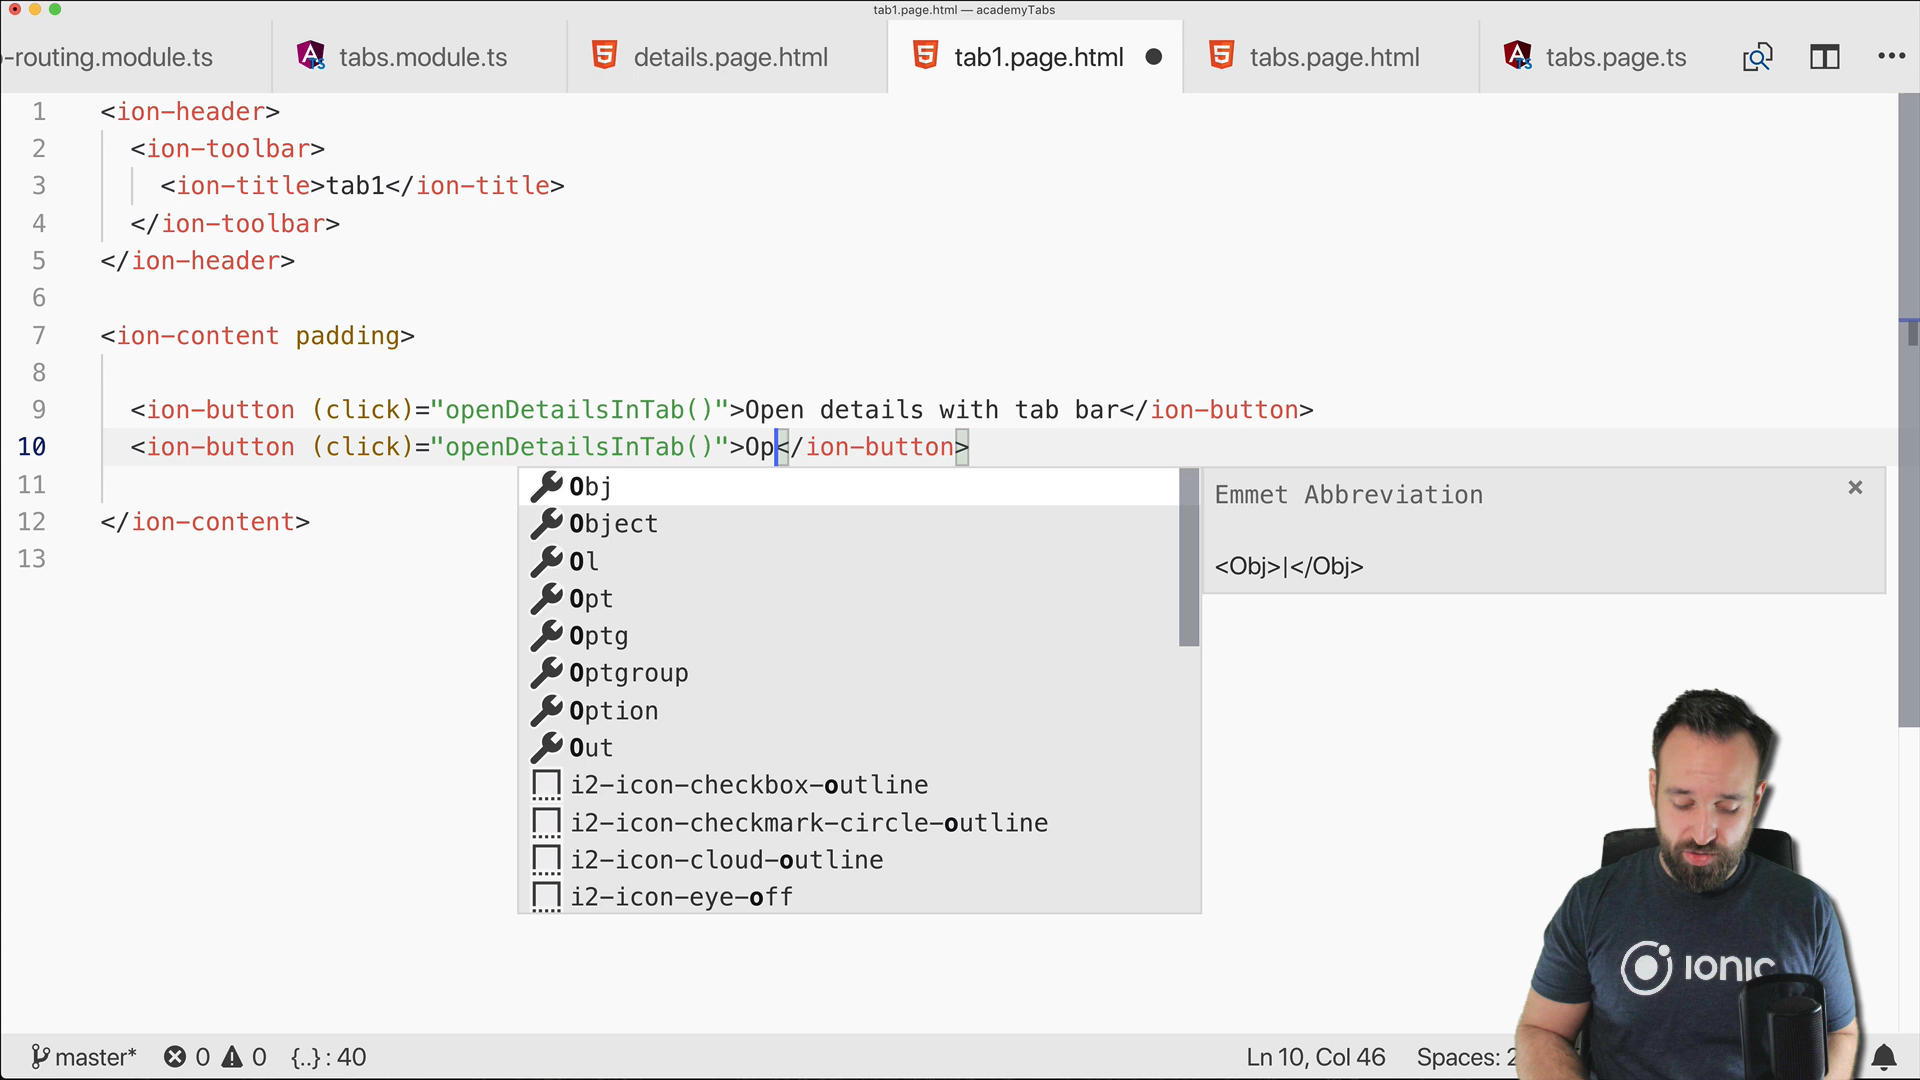 tab1.page.html — academyTabs
-routing.module.ts
tabs.module.ts
details.page.html
tab1.page.html
tabs.page.html
tabs.page.ts
1 <ion-header>
2 <ion-toolbar>
3 <ion-title>tab1</ion-title>
4 </ion-toolbar>
5 </ion-header>
6
7 <ion-content padding>
8
9 <ion-button (click)="openDetailsInTab()">Open details with tab bar</ion-button>
10 <ion-button (click)="openDetailsInTab()">Op</ion-button>
11
12 </ion-content>
13
Obj
Object
Ol
Opt
Optg
Optgroup
Option
Out
i2-icon-checkbox-outline
i2-icon-checkmark-circle-outline
i2-icon-cloud-outline
i2-icon-eye-off
Emmet Abbreviation
<Obj>|</Obj>
ionic
master* 0 0 {..} : 40
Ln 10, Col 46 Spaces: 2